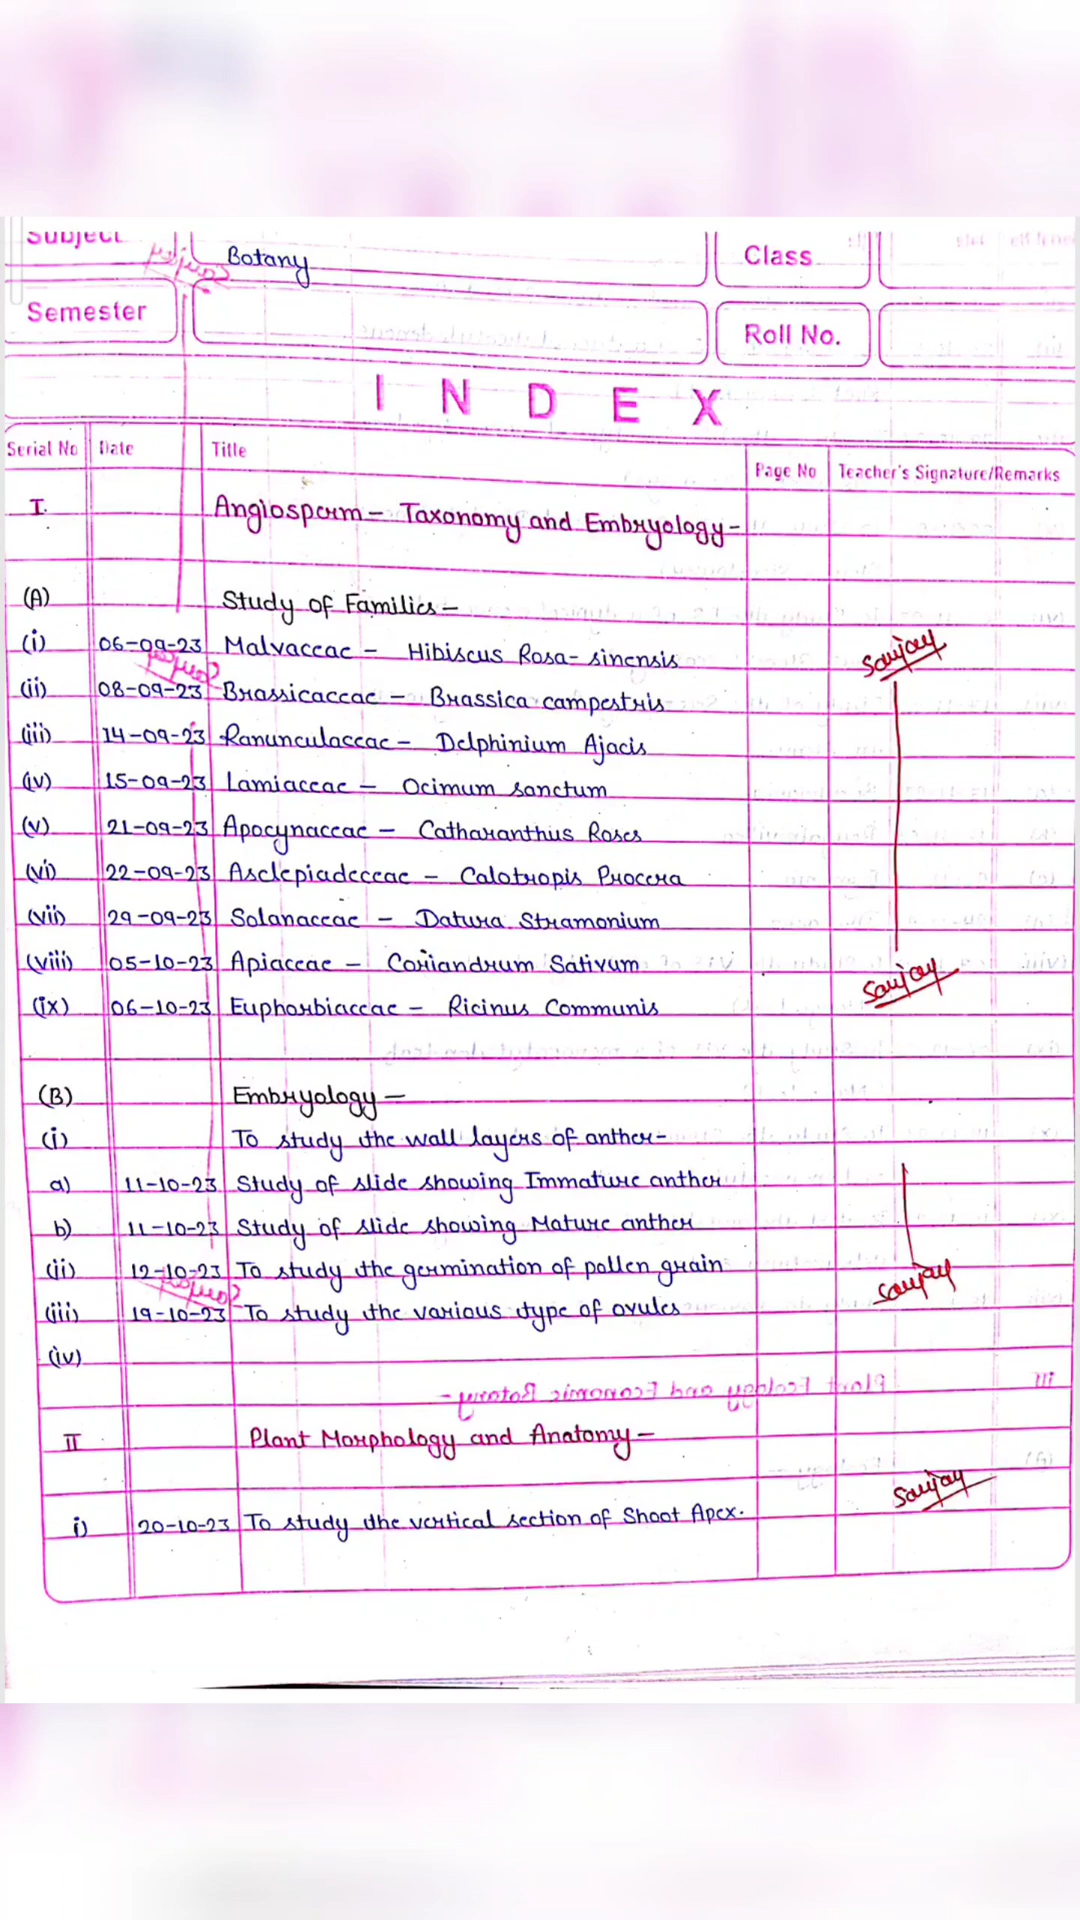 Subject Botany Class
Semester Roll No.
INDEX
Serial No Date Title Page No Teacher's Signature/Remarks
I. Angiosperm- Taxonomy and Embryology-
(A) Study of Families-
(i) 06-09-23 Malvaceae - Hibiscus Rosa-sinensis Sanjay
(ii) 08-09-23 Brassicaceae - Brassica campestris
(iii) 14-09-23 Ranunculaceae - Delphinium Ajacis
(iv) 15-09-23 Lamiaceae - Ocimum sanctum
(v) 21-09-23 Apocynaceae - Catharanthus Roses
(vi) 22-09-23 Asclepiadeceae - Calotropis Procera
(vii) 29-09-23 Solanaceae - Datura Stramonium
(viii) 05-10-23 Apiaceae - Coriiandrum Sativum Sanjay
(ix) 06-10-23 Euphorbiaceae - Ricinus Communis
(B) Embryology-
(i) To study the wall layers of anther-
a) 11-10-23 Study of slide showing Immature anther
b) 11-10-23 Study of slide showing Mature anther
(ii) 12-10-23 To study the germination of pollen grain Sanjay
(iii) 19-10-23 To study the various type of ovules
(iv)
II Plant Morphology and Anatomy-
i) 20-10-23 To study the vertical section of Shoot Apex. Sanjay